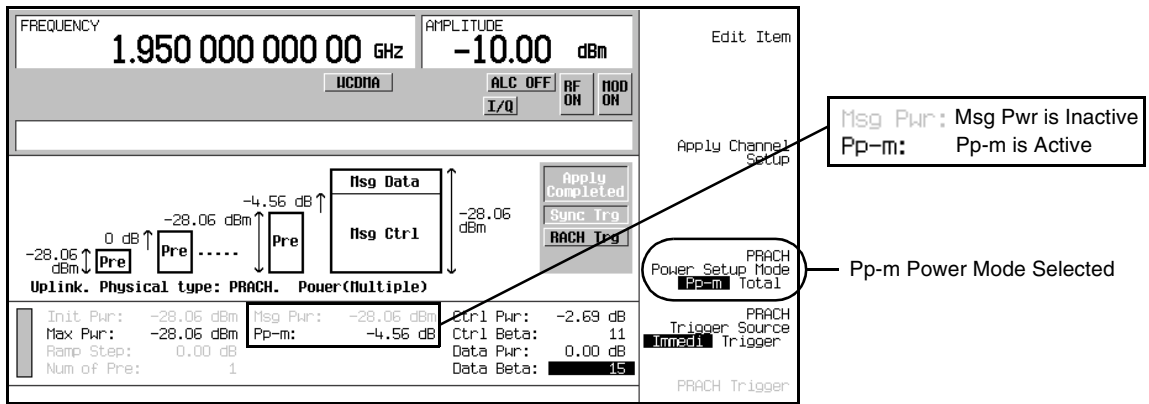 FREQUENCY
1.950 000 000 00 GHz
AMPLITUDE
-10.00 dBm
WCDMA
ALC OFF
I/Q
RF ON
MOD ON
Edit Item
Apply Channel
Setup
PRACH
Power Setup Mode
Pp-m Total
PRACH
Trigger Source
Immedi Trigger
PRACH Trigger
Msg Pwr: Msg Pwr is Inactive
Pp-m: Pp-m is Active
Pp-m Power Mode Selected
Apply
Completed
Sync Trg
RACH Trg
Msg Data
Msg Ctrl
-28.06
dBm
-4.56 dB
Pre
-28.06 dBm
Pre
.....
0 dB
Pre
-28.06
dBm
Uplink. Physical type: PRACH. Power(Multiple)
Init Pwr: -28.06 dBm Msg Pwr: -28.06 dBm Ctrl Pwr: -2.69 dB
Max Pwr: -28.06 dBm Pp-m: -4.56 dB Ctrl Beta: 11
Ramp Step: 0.00 dB Data Pwr: 0.00 dB
Num of Pre: 1 Data Beta: 15